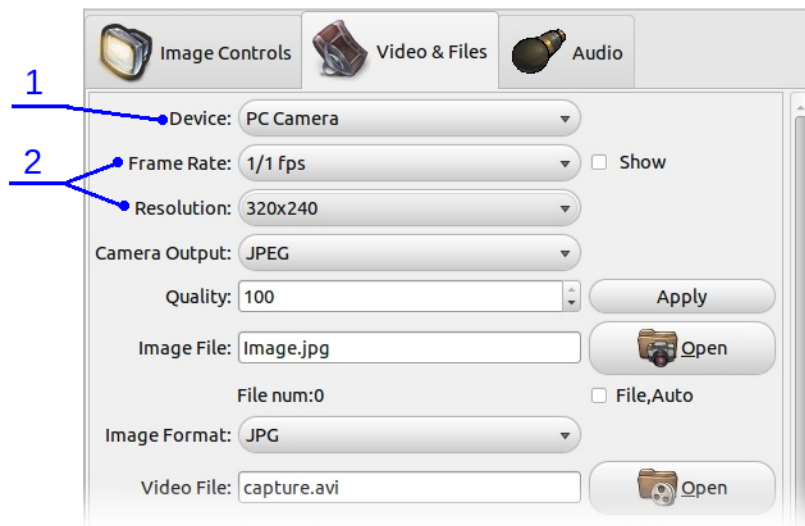 Image Controls Video & Files Audio
1
Device: PC Camera
2
Frame Rate: 1/1 fps Show
Resolution: 320x240
Camera Output: JPEG
Quality: 100 Apply
Image File: Image.jpg Open
File num:0 File,Auto
Image Format: JPG
Video File: capture.avi Open